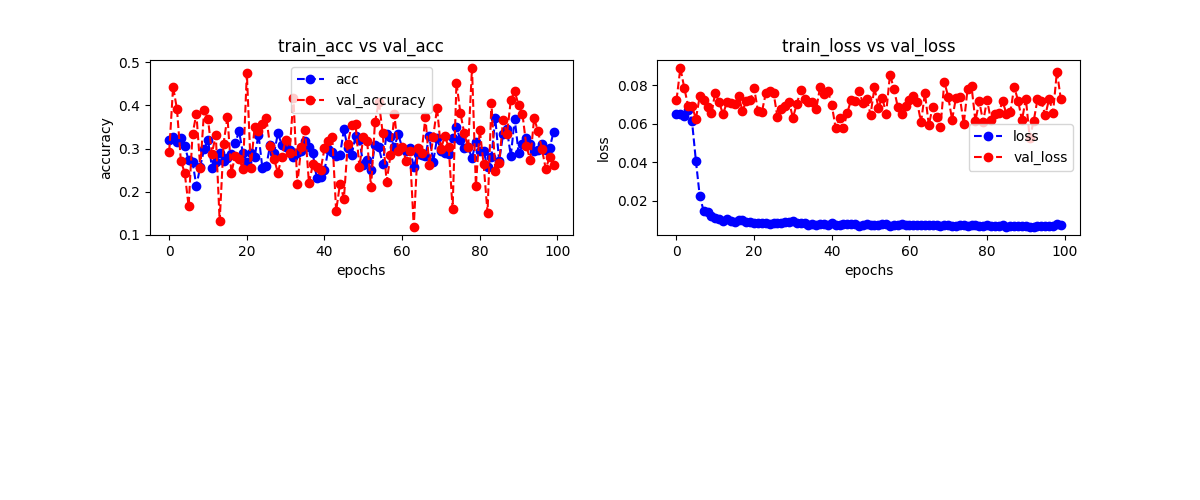 train_acc vs val_acc
0.5
0.4
0.3
0.2
0.1
accuracy
acc
val_accuracy
0 20 40 60 80 100
epochs
train_loss vs val_loss
0.08
0.06
0.04
0.02
loss
loss
val_loss
0 20 40 60 80 100
epochs